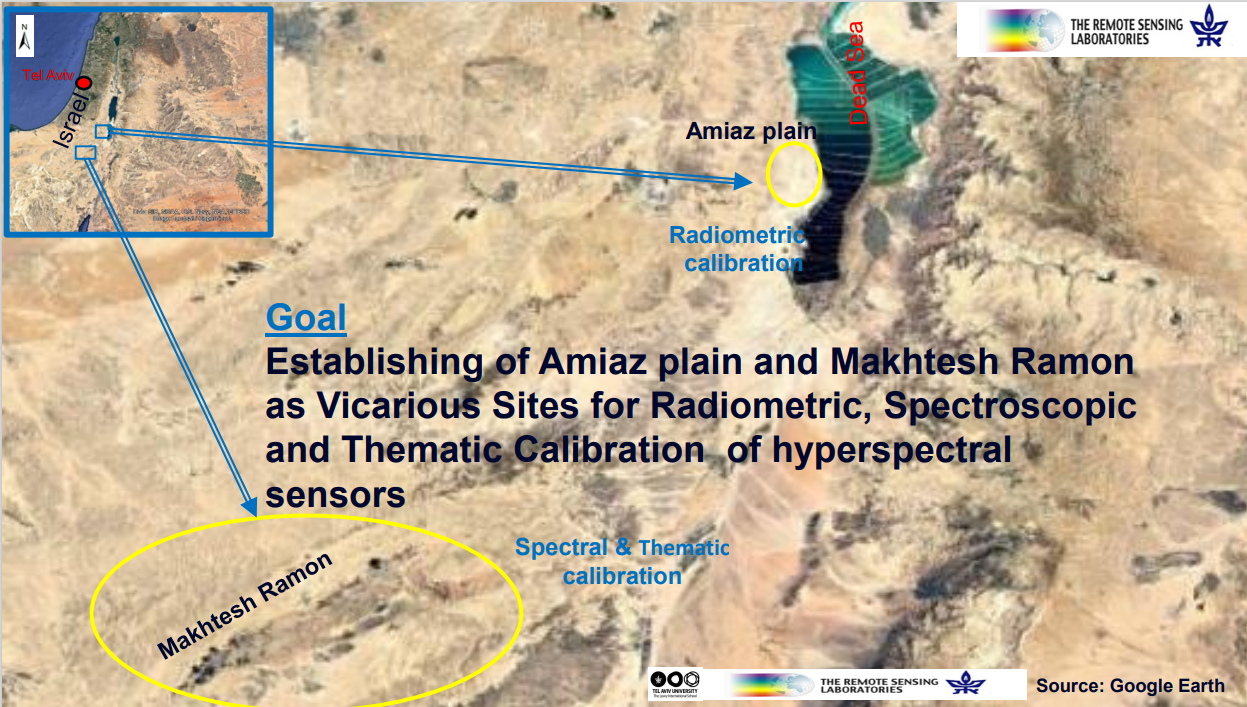 N
Tel Aviv
Israel
Dead Sea
THE REMOTE SENSING
LABORATORIES
Amiaz plain
Radiometric
calibration
Goal
Establishing of Amiaz plain and Makhtesh Ramon
as Vicarious Sites for Radiometric, Spectroscopic
and Thematic Calibration of hyperspectral
sensors
Spectral & Thematic
calibration
Makhtesh Ramon
TEL AVIV UNIVERSITY
THE REMOTE SENSING
LABORATORIES
Source: Google Earth